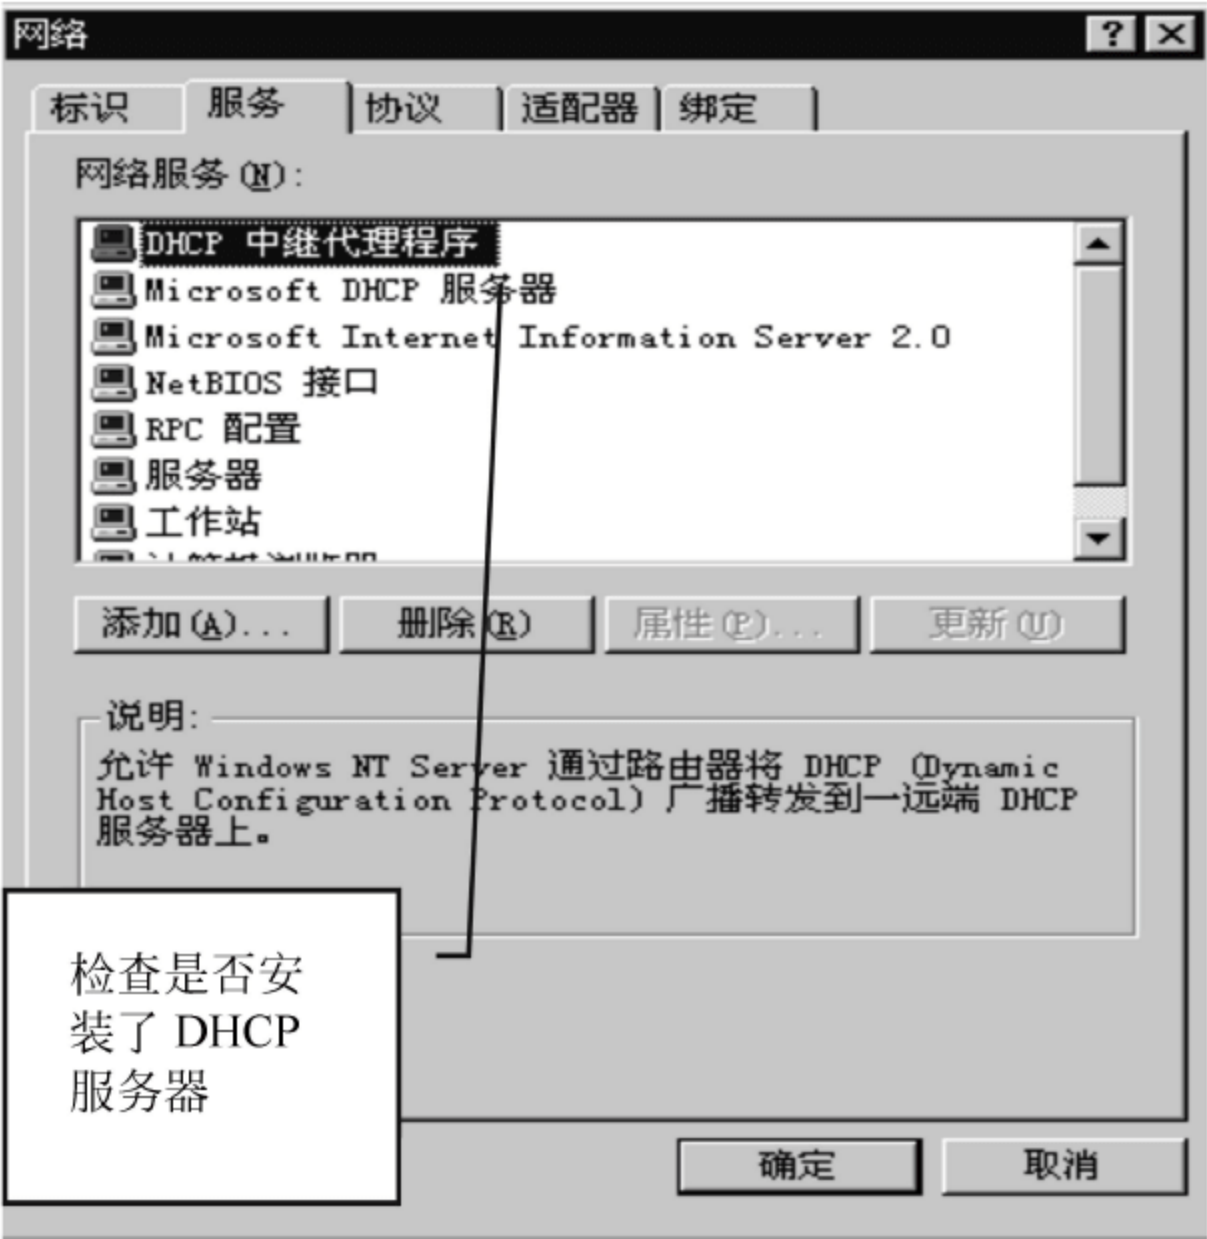 网络
标识 服务 协议 适配器 绑定
网络服务(N):
DHCP 中继代理程序
Microsoft DHCP 服务器
Microsoft Internet Information Server 2.0
NetBIOS 接口
RPC 配置
服务器
工作站
添加(A)... 删除(R) 属性(P)... 更新(U)
说明:
允许 Windows NT Server 通过路由器将 DHCP (Dynamic
Host Configuration Protocol) 广播转发到一远端 DHCP
服务器上。
检查是否安
装了 DHCP
服务器
确定 取消